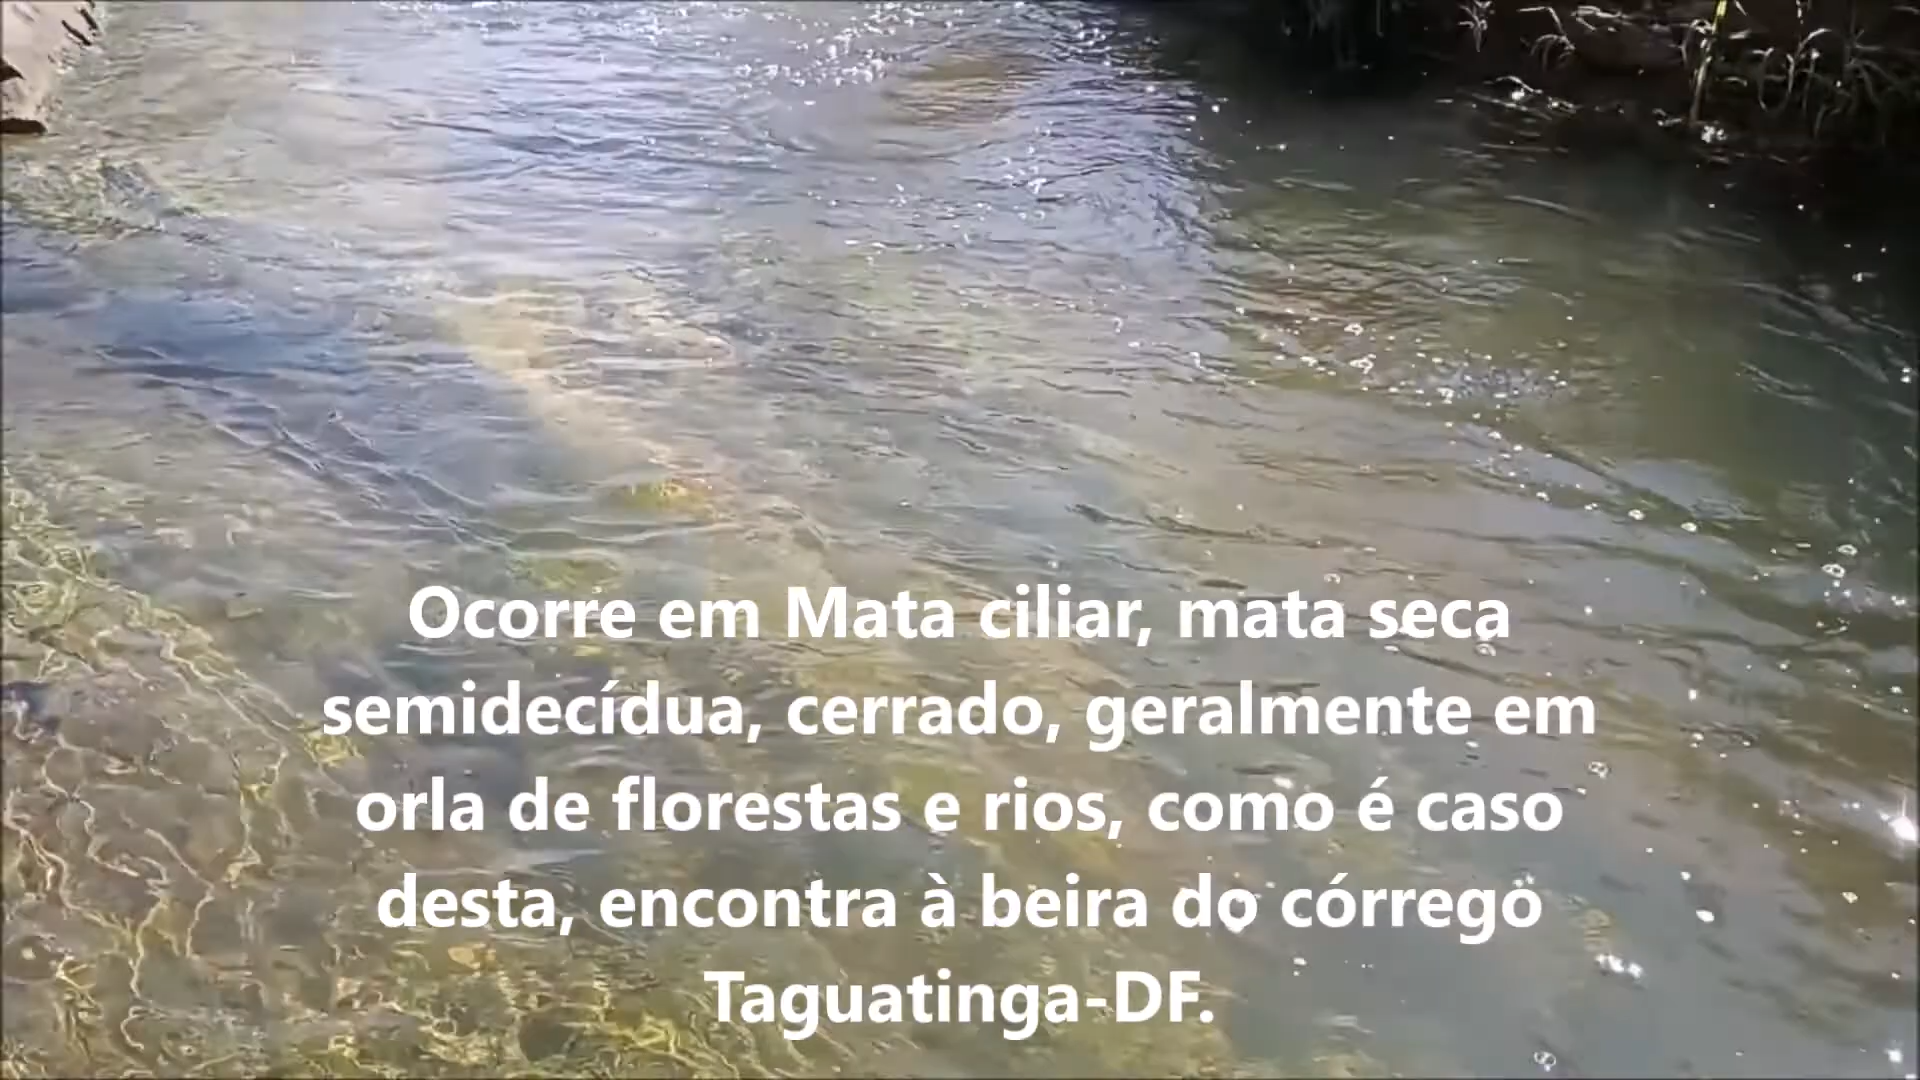 Ocorre em Mata ciliar, mata seca
semidecídua, cerrado, geralmente em
orla de florestas e rios, como é caso
desta, encontra à beira do córrego
Taguatinga-DF.